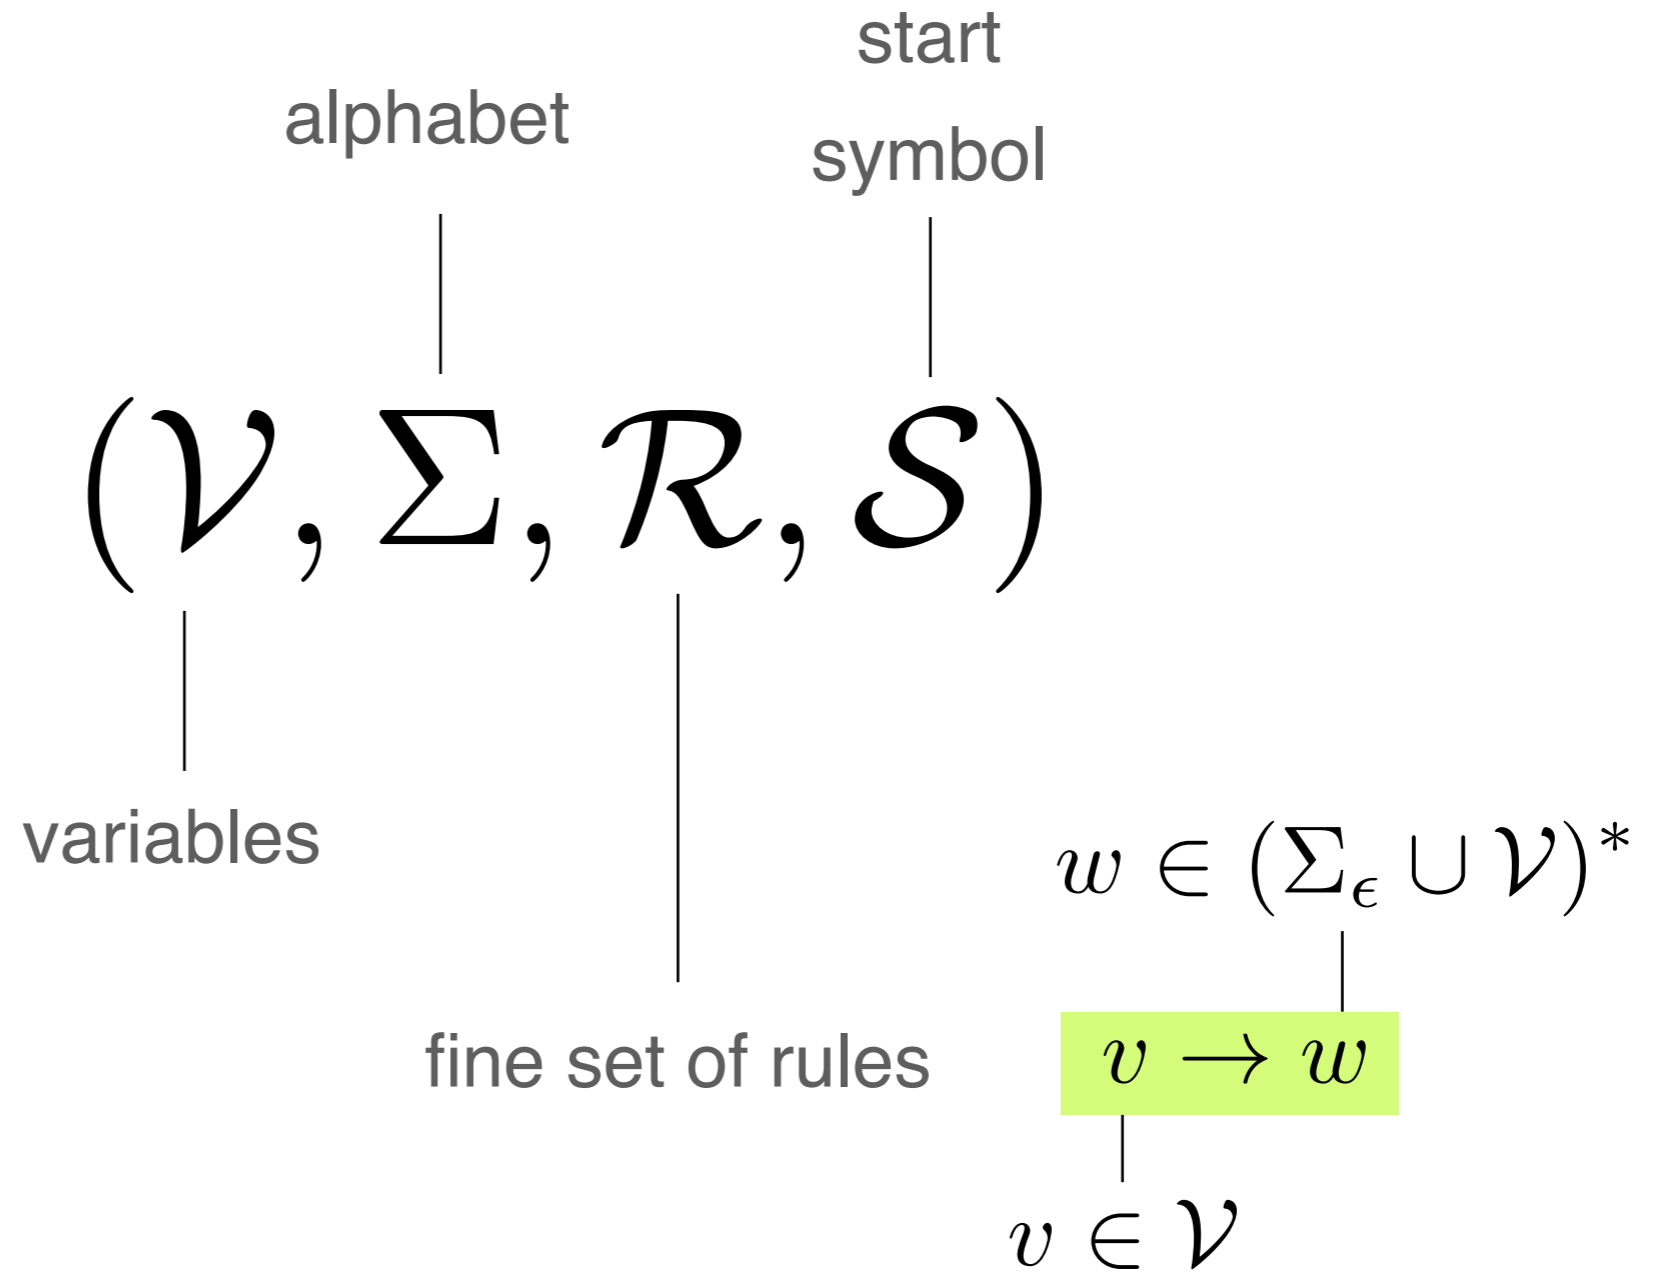 start
alphabet
symbol
(𝒱, Σ, ℛ, 𝒮)
variables
w ∈ (Σ_ϵ ∪ 𝒱)*
fine set of rules
v → w
v ∈ 𝒱